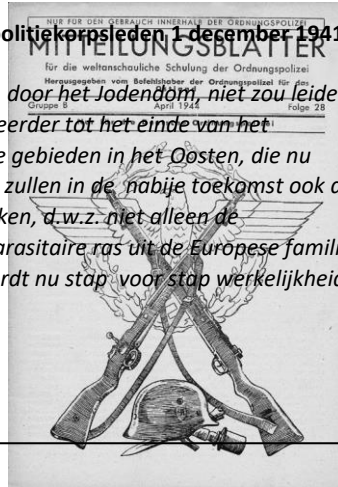 NUR FÜR DEN GEBRAUCH INNERHALB DER ORDNUNGSPOLIZEI
olitiekorpsleden 1 december 1941
MITTEILUNGSBLÄTTER
für die weltanschauliche Schulung der Ordnungspolizei
Herausgegeben vom Befehlshaber der Ordnungspolizei für das
door het Jodendom, niet zou leide
Gruppe B April 1944 Folge 28
eerder tot het einde van het
e gebieden in het Oosten, die nu
zullen in de nabije toekomst ook d
ken, d.w.z. niet alleen de
arasitaire ras uit de Europese famili
rdt nu stap voor stap werkelijkheid